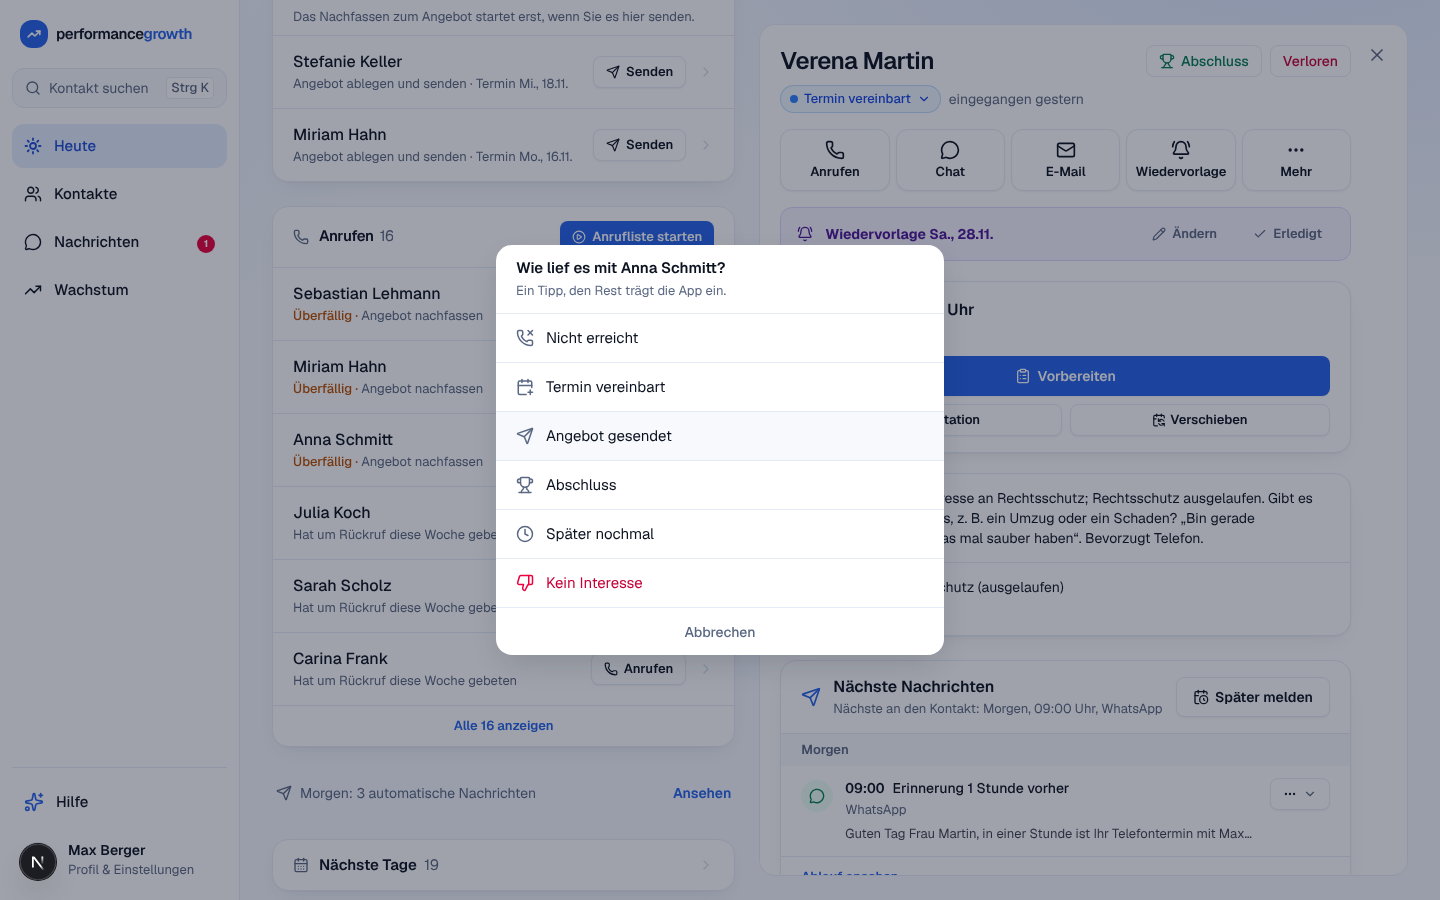 performancegrowth
Kontakt suchen Strg K
Heute
Kontakte
Nachrichten 1
Wachstum
Hilfe
N
Max Berger
Profil & Einstellungen
Das Nachfassen zum Angebot startet erst, wenn Sie es hier senden.
Stefanie Keller
Angebot ablegen und senden · Termin Mi., 18.11.
Senden
Miriam Hahn
Angebot ablegen und senden · Termin Mo., 16.11.
Senden
Anrufen 16
Anrufliste starten
Sebastian Lehmann
Überfällig · Angebot nachfassen
Miriam Hahn
Überfällig · Angebot nachfassen
Anna Schmitt
Überfällig · Angebot nachfassen
Julia Koch
Hat um Rückruf diese Woche gebe
Sarah Scholz
Hat um Rückruf diese Woche gebe
Carina Frank
Hat um Rückruf diese Woche gebeten
Anrufen
Alle 16 anzeigen
Morgen: 3 automatische Nachrichten
Ansehen
Nächste Tage 19
Wie lief es mit Anna Schmitt?
Ein Tipp, den Rest trägt die App ein.
Nicht erreicht
Termin vereinbart
Angebot gesendet
Abschluss
Später nochmal
Kein Interesse
Abbrechen
Verena Martin
Abschluss
Verloren
Termin vereinbart
eingegangen gestern
Anrufen
Chat
E-Mail
Wiedervorlage
Mehr
Wiedervorlage Sa., 28.11.
Ändern
Erledigt
Uhr
Vorbereiten
tation
Verschieben
esse an Rechtsschutz; Rechtsschutz ausgelaufen. Gibt es
s, z. B. ein Umzug oder ein Schaden? „Bin gerade
as mal sauber haben“. Bevorzugt Telefon.
hutz (ausgelaufen)
Nächste Nachrichten
Nächste an den Kontakt: Morgen, 09:00 Uhr, WhatsApp
Später melden
Morgen
09:00 Erinnerung 1 Stunde vorher
WhatsApp
Guten Tag Frau Martin, in einer Stunde ist Ihr Telefontermin mit Max…